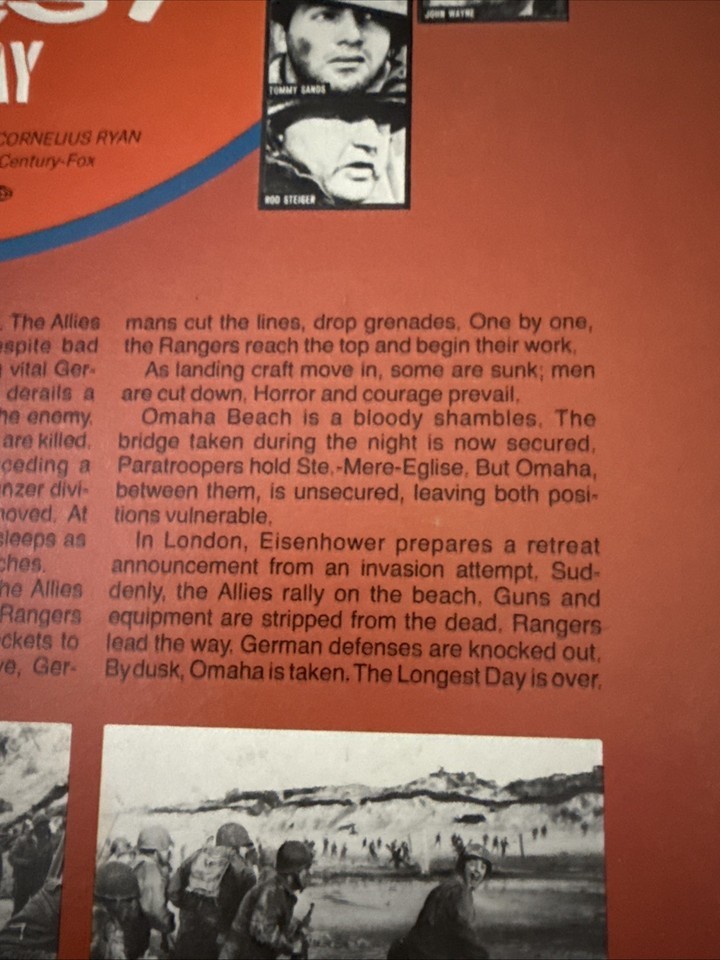 AY
CORNELIUS RYAN
Century-Fox
JOHN WAYNE
TOMMY SANDS
ROD STEIGER
. The Allies
espite bad
vital Ger-
derails a
he enemy.
are killed.
ceding a
nzer divi-
oved. At
sleeps as
ches.
he Allies
Rangers
ckets to
ve, Ger-
mans cut the lines, drop grenades. One by one,
the Rangers reach the top and begin their work.
As landing craft move in, some are sunk; men
are cut down. Horror and courage prevail.
Omaha Beach is a bloody shambles. The
bridge taken during the night is now secured.
Paratroopers hold Ste.-Mere-Eglise. But Omaha,
between them, is unsecured, leaving both posi-
tions vulnerable.
In London, Eisenhower prepares a retreat
announcement from an invasion attempt. Sud-
denly, the Allies rally on the beach. Guns and
equipment are stripped from the dead. Rangers
lead the way. German defenses are knocked out.
By dusk, Omaha is taken. The Longest Day is over.